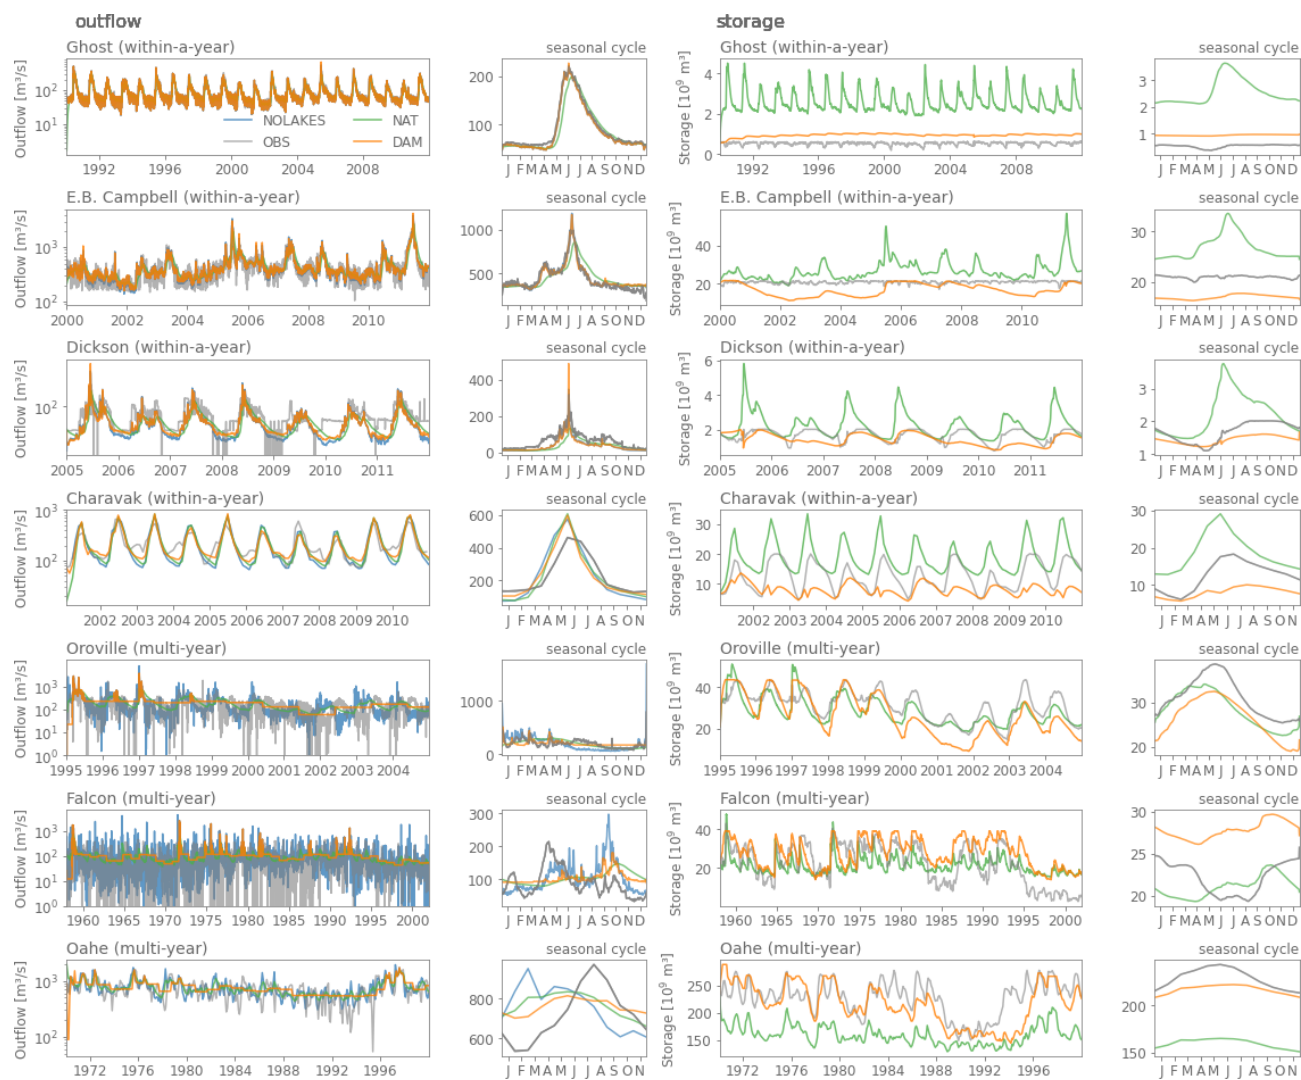 outflow storage
Ghost (within-a-year) seasonal cycle Ghost (within-a-year) seasonal cycle
Outflow [m³/s] 10² 10¹ NOLAKES OBS NAT DAM 200 100 Storage [10⁹ m³] 4 2 0 3 2 1
1992 1996 2000 2004 2008 J F M A M J J A S O N D 1992 1996 2000 2004 2008 J F M A M J J A S O N D
E.B. Campbell (within-a-year) seasonal cycle E.B. Campbell (within-a-year) seasonal cycle
Outflow [m³/s] 10³ 10² 1000 500 Storage [10⁹ m³] 40 20 30 20
2000 2002 2004 2006 2008 2010 J F M A M J J A S O N D 2000 2002 2004 2006 2008 2010 J F M A M J J A S O N D
Dickson (within-a-year) seasonal cycle Dickson (within-a-year) seasonal cycle
Outflow [m³/s] 10² 400 200 0 Storage [10⁹ m³] 6 4 2 0 3 2 1
2005 2006 2007 2008 2009 2010 2011 J F M A M J J A S O N D 2005 2006 2007 2008 2009 2010 2011 J F M A M J J A S O N D
Charavak (within-a-year) seasonal cycle Charavak (within-a-year) seasonal cycle
Outflow [m³/s] 10³ 10² 600 400 200 Storage [10⁹ m³] 30 20 10 30 20 10
2002 2003 2004 2005 2006 2007 2008 2009 2010 J F M A M J J A S O N 2002 2003 2004 2005 2006 2007 2008 2009 2010 J F M A M J J A S O N
Oroville (multi-year) seasonal cycle Oroville (multi-year) seasonal cycle
Outflow [m³/s] 10³ 10² 10¹ 10⁰ 1000 0 Storage [10⁹ m³] 40 20 40 30 20
1995 1996 1997 1998 1999 2000 2001 2002 2003 2004 J F M A M J J A S O N D 1995 1996 1997 1998 1999 2000 2001 2002 2003 2004 J F M A M J J A S O N D
Falcon (multi-year) seasonal cycle Falcon (multi-year) seasonal cycle
Outflow [m³/s] 10³ 10² 10¹ 10⁰ 300 200 100 Storage [10⁹ m³] 40 20 30 25 20
1960 1965 1970 1975 1980 1985 1990 1995 2000 J F M A M J J A S O N D 1960 1965 1970 1975 1980 1985 1990 1995 2000 J F M A M J J A S O N D
Oahe (multi-year) seasonal cycle Oahe (multi-year) seasonal cycle
Outflow [m³/s] 10³ 10² 800 600 Storage [10⁹ m³] 250 200 150 200 150
1972 1976 1980 1984 1988 1992 1996 J F M A M J J A S O N D 1972 1976 1980 1984 1988 1992 1996 J F M A M J J A S O N D